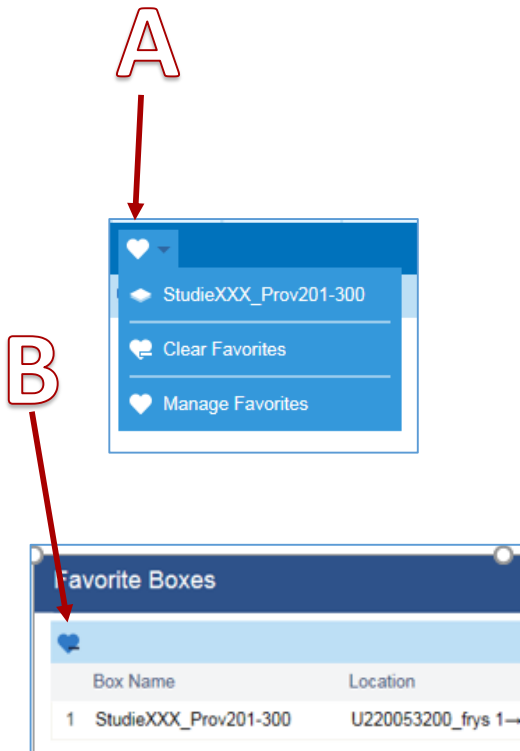 A
StudieXXX_Prov201-300
Clear Favorites
Manage Favorites
B
Favorite Boxes
Box Name Location
1 StudieXXX_Prov201-300 U220053200_frys 1→